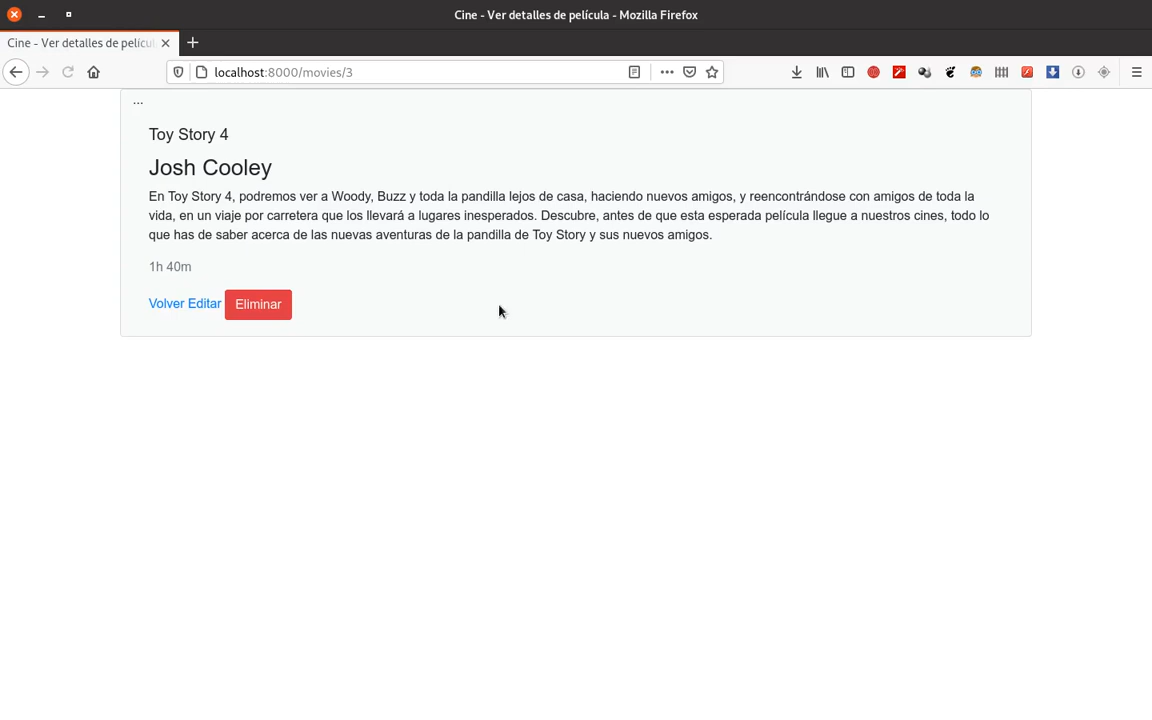 Cine - Ver detalles de película - Mozilla Firefox
Cine - Ver detalles de películ
localhost:8000/movies/3
...
Toy Story 4
Josh Cooley
En Toy Story 4, podremos ver a Woody, Buzz y toda la pandilla lejos de casa, haciendo nuevos amigos, y reencontrándose con amigos de toda la
vida, en un viaje por carretera que los llevará a lugares inesperados. Descubre, antes de que esta esperada película llegue a nuestros cines, todo lo
que has de saber acerca de las nuevas aventuras de la pandilla de Toy Story y sus nuevos amigos.
1h 40m
Volver Editar Eliminar